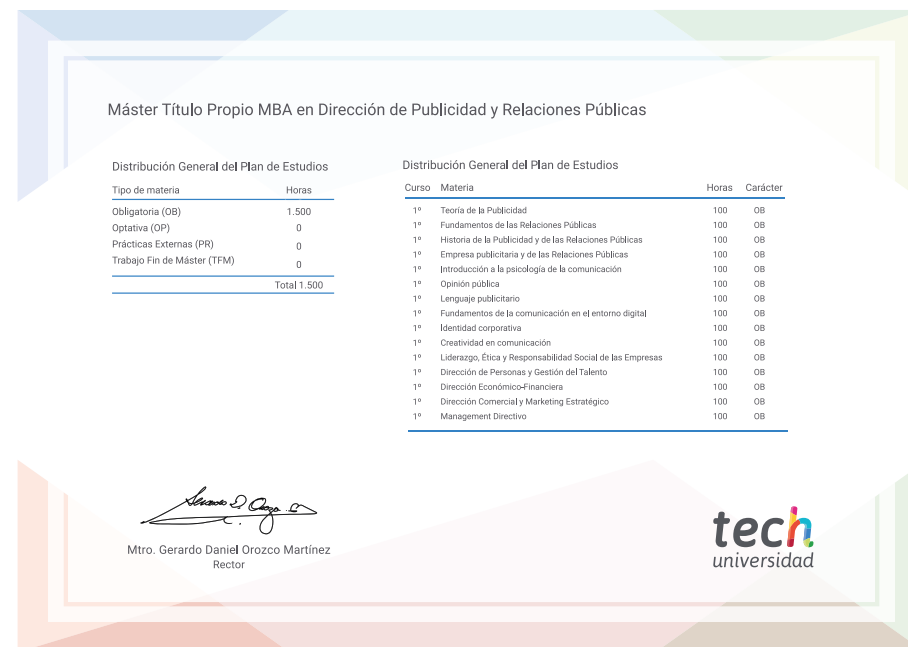 Máster Título Propio MBA en Dirección de Publicidad y Relaciones Públicas
Distribución General del Plan de Estudios
Tipo de materia Horas
Obligatoria (OB) 1.500
Optativa (OP) 0
Prácticas Externas (PR) 0
Trabajo Fin de Máster (TFM) 0
Total 1.500
Distribución General del Plan de Estudios
Curso Materia Horas Carácter
1º Teoría de la Publicidad 100 OB
1º Fundamentos de las Relaciones Públicas 100 OB
1º Historia de la Publicidad y de las Relaciones Públicas 100 OB
1º Empresa publicitaria y de las Relaciones Públicas 100 OB
1º Introducción a la psicología de la comunicación 100 OB
1º Opinión pública 100 OB
1º Lenguaje publicitario 100 OB
1º Fundamentos de la comunicación en el entorno digital 100 OB
1º Identidad corporativa 100 OB
1º Creatividad en comunicación 100 OB
1º Liderazgo, Ética y Responsabilidad Social de las Empresas 100 OB
1º Dirección de Personas y Gestión del Talento 100 OB
1º Dirección Económico-Financiera 100 OB
1º Dirección Comercial y Marketing Estratégico 100 OB
1º Management Directivo 100 OB
Mtro. Gerardo Daniel Orozco Martínez
Rector
tech
universidad